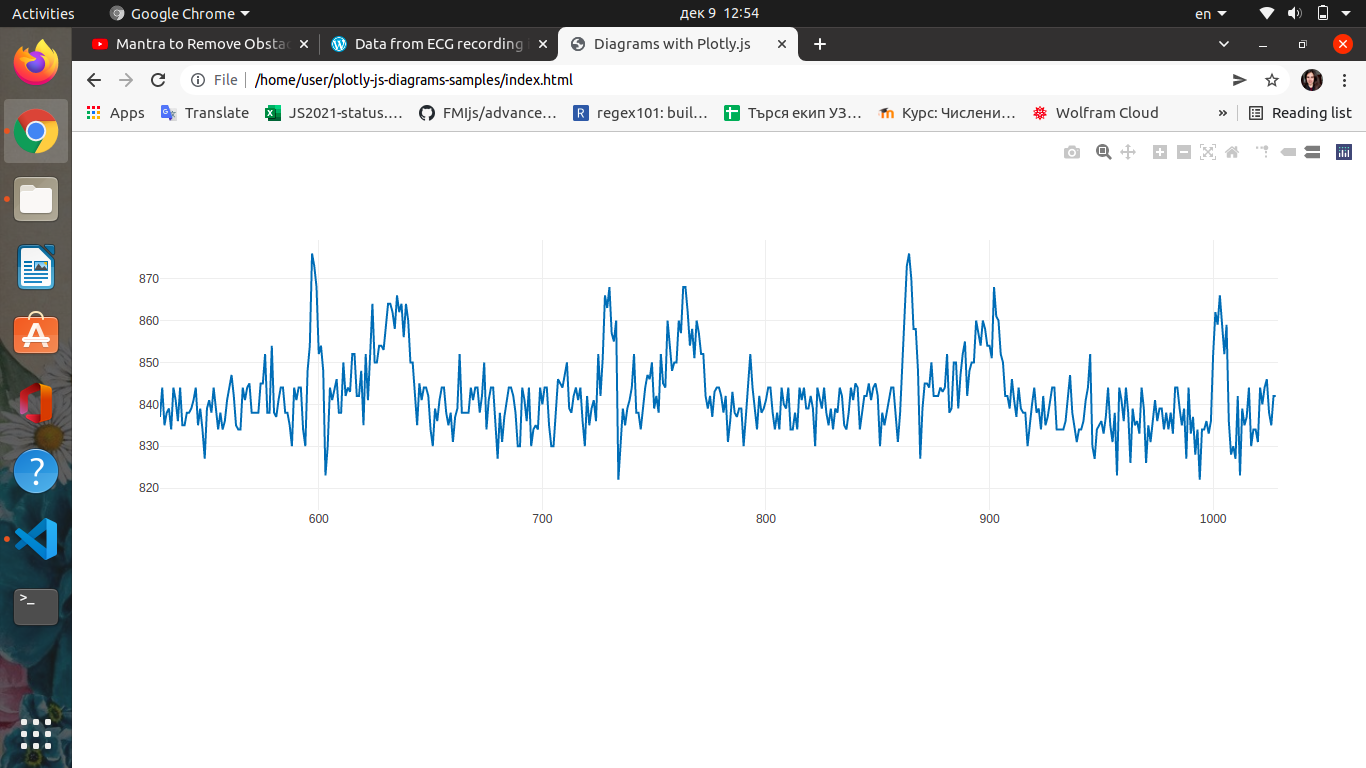 Activities Google Chrome дек 9 12:54 en
Mantra to Remove Obstac Data from ECG recording Diagrams with Plotly.js
File /home/user/plotly-js-diagrams-samples/index.html
Apps Translate JS2021-status.… FMIjs/advance… regex101: buil… Търся екип УЗ… Курс: Числени… Wolfram Cloud » Reading list
870
860
850
840
830
820
600 700 800 900 1000